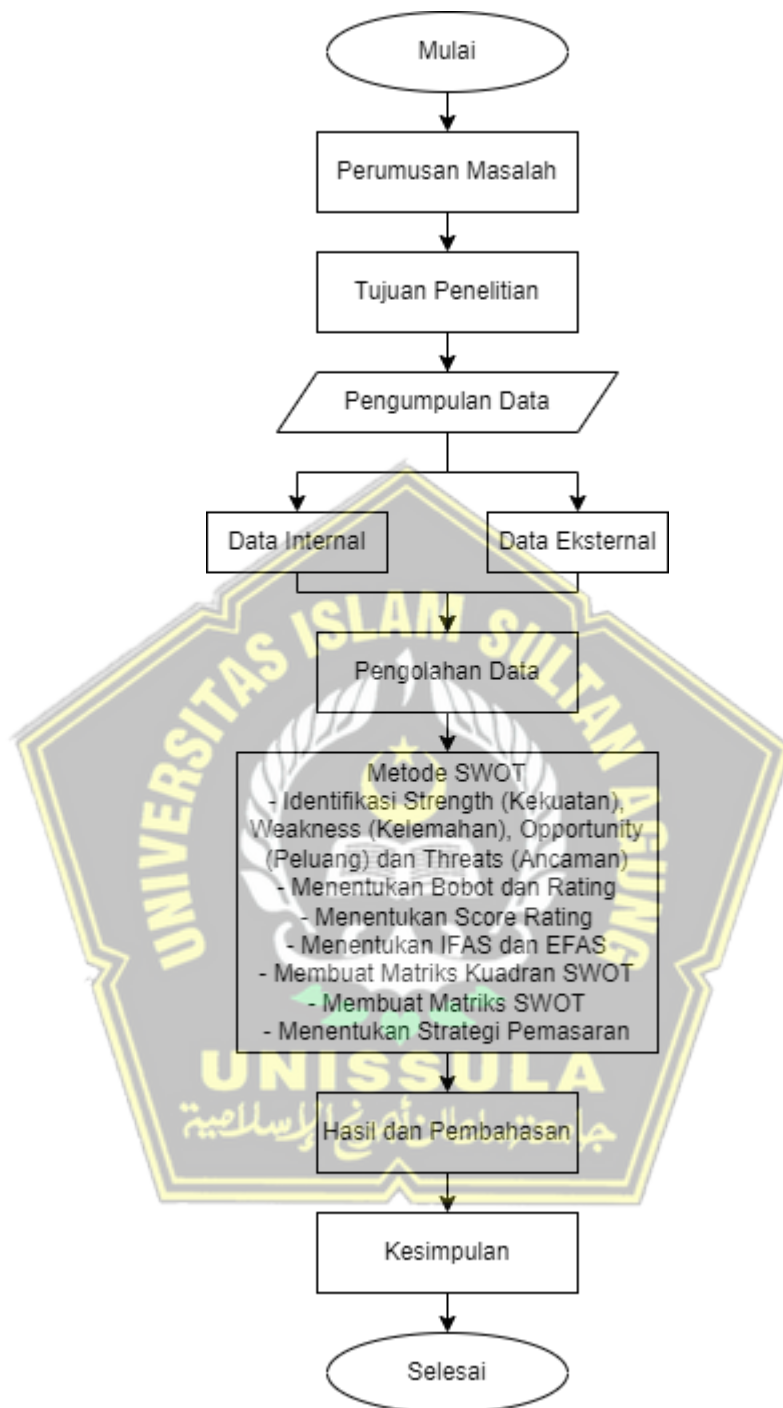 Mulai
Perumusan Masalah
Tujuan Penelitian
Pengumpulan Data
Data Internal
Data Eksternal
UNIVERSITAS ISLAM SULTAN AGUNG
Pengolahan Data
Metode SWOT
- Identifikasi Strength (Kekuatan),
Weakness (Kelemahan), Opportunity
(Peluang) dan Threats (Ancaman)
- Menentukan Bobot dan Rating
- Menentukan Score Rating
- Menentukan IFAS dan EFAS
- Membuat Matriks Kuadran SWOT
- Membuat Matriks SWOT
- Menentukan Strategi Pemasaran
UNISSULA
الإسلامية
Hasil dan Pembahasan
Kesimpulan
Selesai